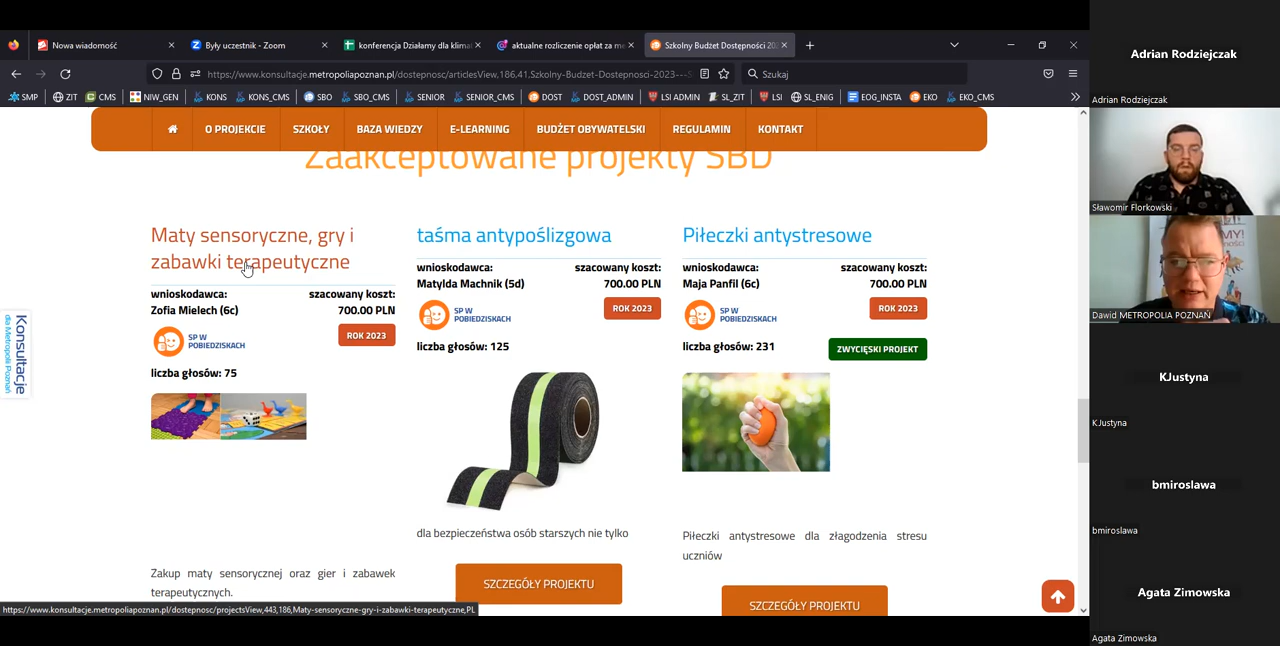 Nowa wiadomość
Były uczestnik - Zoom
konferencja Działamy dla klimat
aktualne rozliczenie opłat za me
Szkolny Budżet Dostępności 202
https://www.konsultacje.metropoliapoznan.pl/dostepnosc/articlesView,186,41,Szkolny-Budzet-Dostepnosci-2023---S
Szukaj
SMP
ZIT
CMS
NIW_GEN
KONS
KONS_CMS
SBO
SBO_CMS
SENIOR
SENIOR_CMS
DOST
DOST_ADMIN
LSI ADMIN
SL_ZIT
LSI
SL_ENIG
EOG_INSTA
EKO
EKO_CMS
O PROJEKCIE
SZKOŁY
BAZA WIEDZY
E-LEARNING
BUDŻET OBYWATELSKI
REGULAMIN
KONTAKT
Zaakceptowane projekty SBD
Maty sensoryczne, gry i
zabawki terapeutyczne
wnioskodawca:
szacowany koszt:
Zofia Mielech (6c)
700.00 PLN
SP W
POBIEDZISKACH
ROK 2023
liczba głosów: 75
Zakup maty sensorycznej oraz gier i zabawek
terapeutycznych.
taśma antypoślizgowa
wnioskodawca:
szacowany koszt:
Matylda Machnik (5d)
700.00 PLN
SP W
POBIEDZISKACH
ROK 2023
liczba głosów: 125
dla bezpieczeństwa osób starszych nie tylko
SZCZEGÓŁY PROJEKTU
Piłeczki antystresowe
wnioskodawca:
szacowany koszt:
Maja Panfil (6c)
700.00 PLN
SP W
POBIEDZISKACH
ROK 2023
liczba głosów: 231
ZWYCIĘSKI PROJEKT
Piłeczki antystresowe dla złagodzenia stresu
uczniów
SZCZEGÓŁY PROJEKTU
Konsultacje
dla Metropolii Poznań
https://www.konsultacje.metropoliapoznan.pl/dostepnosc/projectsView,443,186,Maty-sensoryczne-gry-i-zabawki-terapeutyczne,PL
Adrian Rodziejczak
Adrian Rodziejczak
Sławomir Florkowski
Dawid METROPOLIA POZNAŃ
KJustyna
KJustyna
bmiroslawa
bmiroslawa
Agata Zimowska
Agata Zimowska